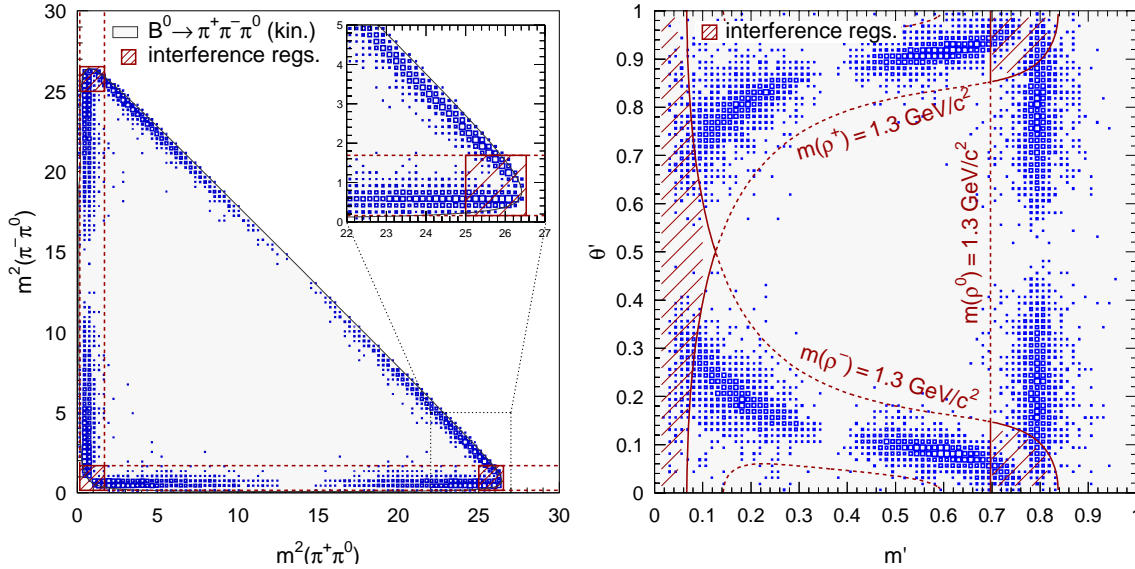 B⁰→π⁺π⁻π⁰ (kin.)
interference regs.
m²(π⁻π⁰)
30
25
20
15
10
5
0
0 5 10 15 20 25 30
m²(π⁺π⁰)
5
4
3
2
1
0
22 23 24 25 26 27
interference regs.
θ'
1
0.9
0.8
0.7
0.6
0.5
0.4
0.3
0.2
0.1
0
0 0.1 0.2 0.3 0.4 0.5 0.6 0.7 0.8 0.9 1
m'
m(ρ⁺) = 1.3 GeV/c²
m(ρ⁰) = 1.3 GeV/c²
m(ρ⁻) = 1.3 GeV/c²